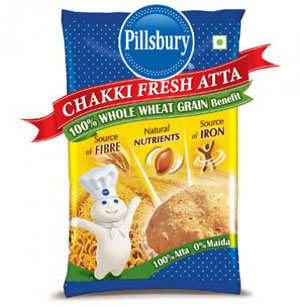 Pillsbury
CHAKKI FRESH ATTA
100% WHOLE WHEAT GRAIN Benefit
Source of FIBRE
Natural NUTRIENTS
Source of IRON
100% Atta 0% Maida